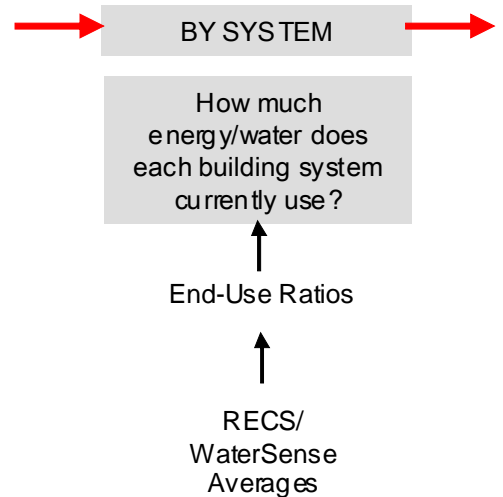 BY SYSTEM
How much
energy/water does
each building system
currently use?
End-Use Ratios
RECS/
WaterSense
Averages